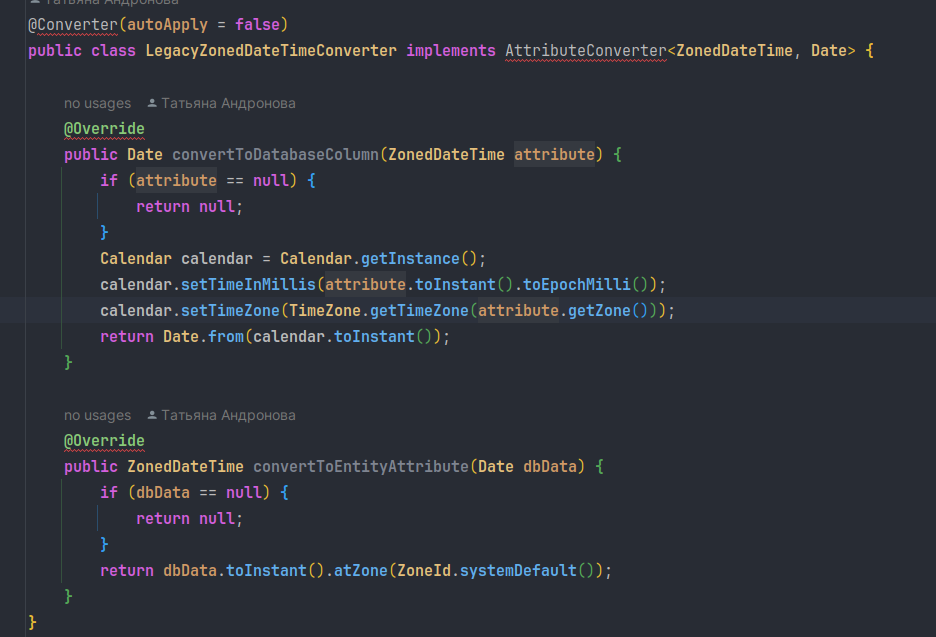 Татьяна Андронова
@Converter(autoApply = false)
public class LegacyZonedDateTimeConverter implements AttributeConverter<ZonedDateTime, Date> {
no usages Татьяна Андронова
@Override
public Date convertToDatabaseColumn(ZonedDateTime attribute) {
if (attribute == null) {
return null;
}
Calendar calendar = Calendar.getInstance();
calendar.setTimeInMillis(attribute.toInstant().toEpochMilli());
calendar.setTimeZone(TimeZone.getTimeZone(attribute.getZone()));
return Date.from(calendar.toInstant());
}
no usages Татьяна Андронова
@Override
public ZonedDateTime convertToEntityAttribute(Date dbData) {
if (dbData == null) {
return null;
}
return dbData.toInstant().atZone(ZoneId.systemDefault());
}
}